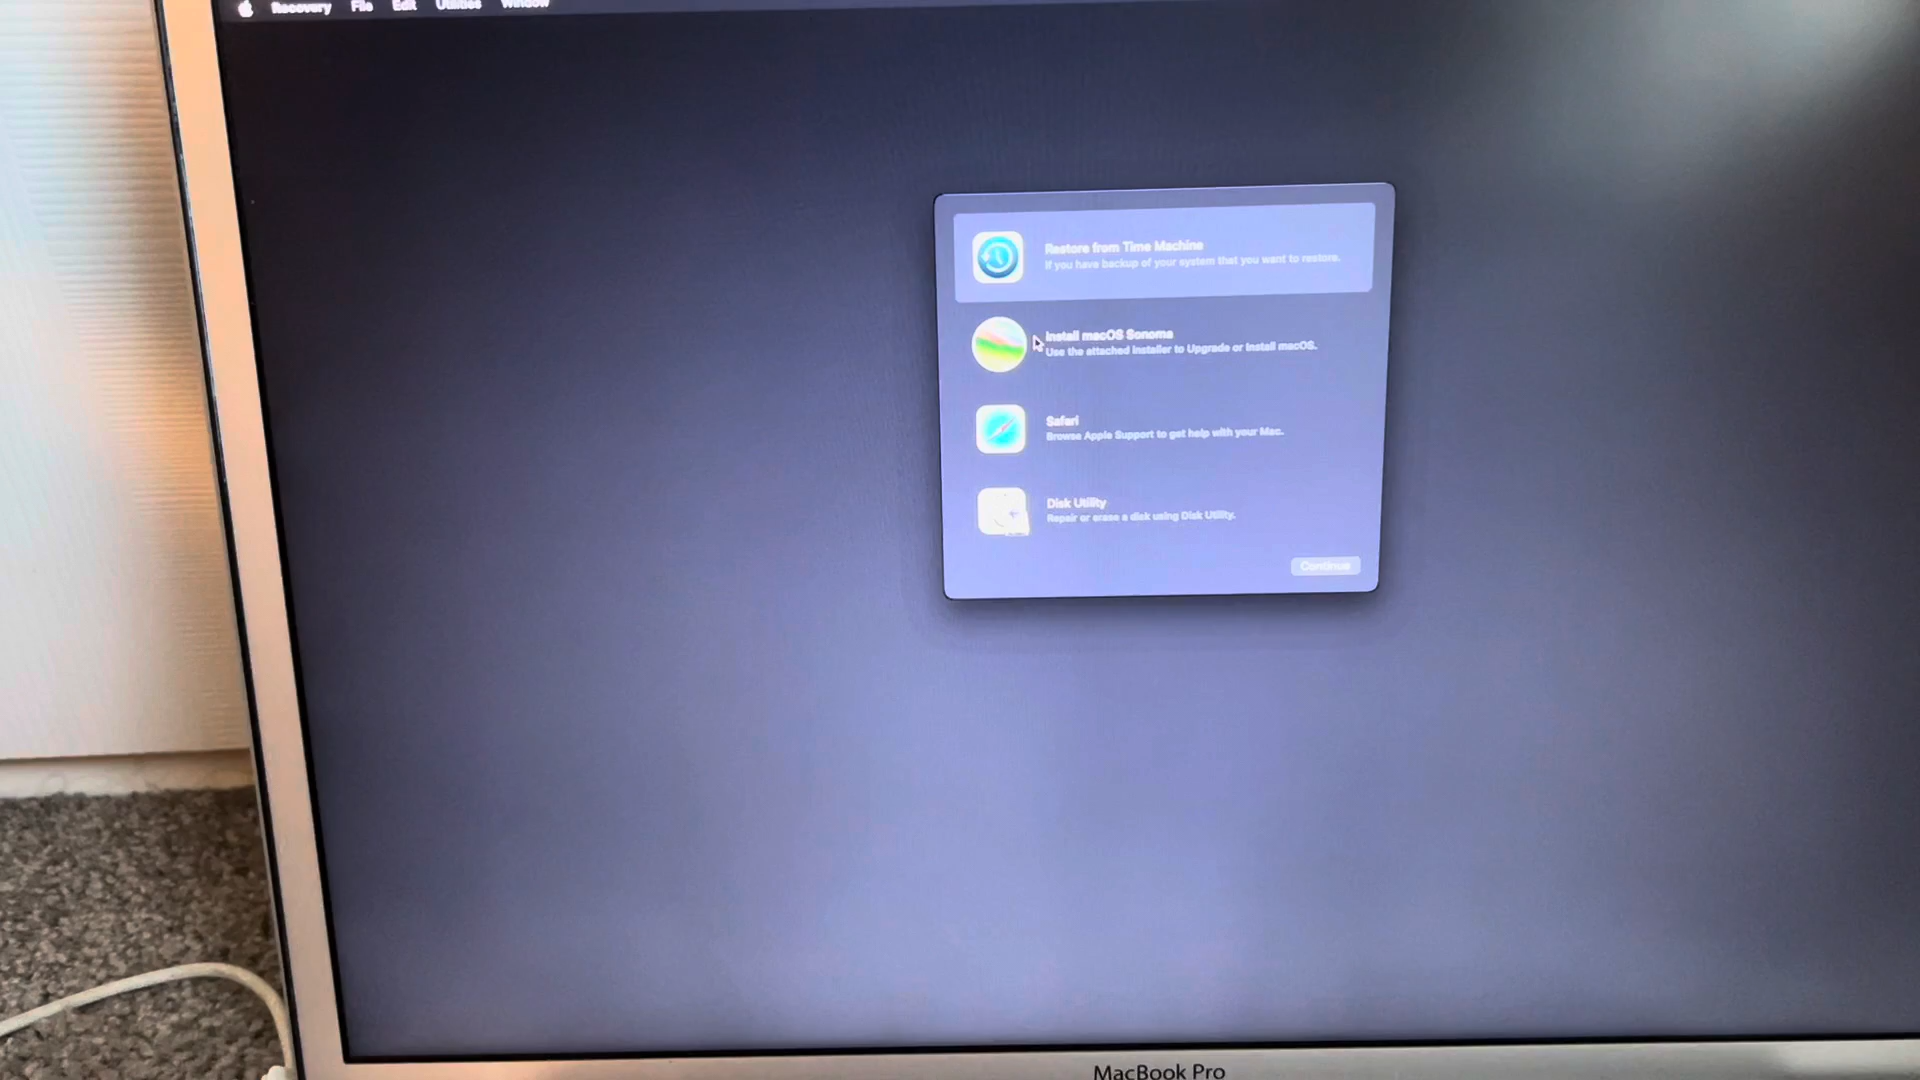 Recovery File Edit Utilities Window
Restore from Time Machine
If you have backup of your system that you want to restore.
Install macOS Sonoma
Use the attached installer to Upgrade or Install macOS.
Safari
Browse Apple Support to get help with your Mac.
Disk Utility
Repair or erase a disk using Disk Utility.
Continue
MacBook Pro